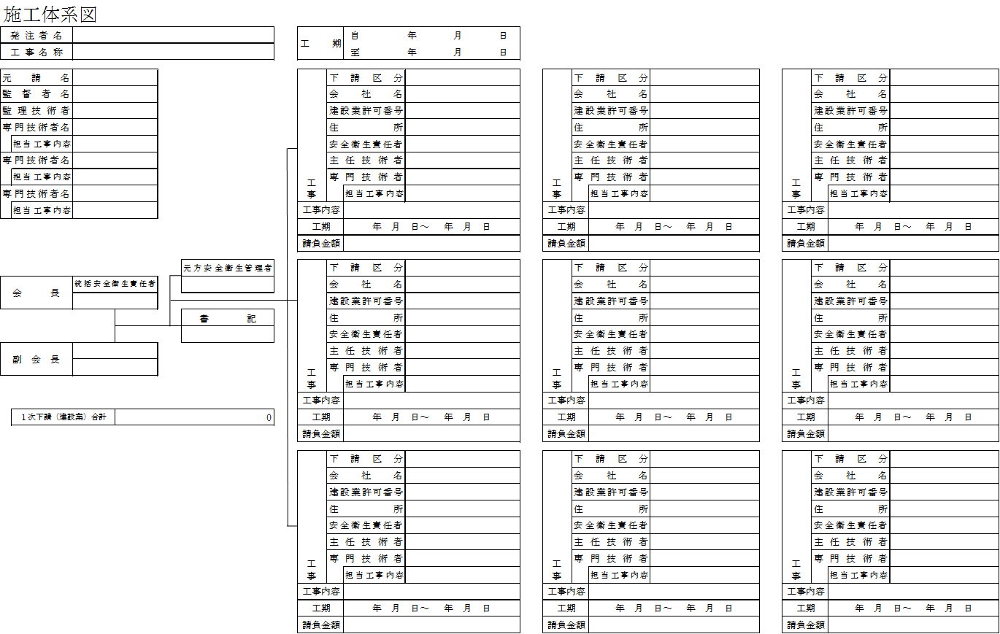 施工体系図
発注者名
工事名称
工期 自 年 月 日
至 年 月 日
元請名
監督者名
監理技術者
専門技術者名
担当工事内容
専門技術者名
担当工事内容
専門技術者名
担当工事内容
元方安全衛生管理者
会長 統括安全衛生責任者
書記
副会長
1次下請(建設業)合計 0
工事
下請区分
会社名
建設業許可番号
住所
安全衛生責任者
主任技術者
専門技術者
担当工事内容
工事内容
工期 年 月 日~ 年 月 日
請負金額
工事
下請区分
会社名
建設業許可番号
住所
安全衛生責任者
主任技術者
専門技術者
担当工事内容
工事内容
工期 年 月 日~ 年 月 日
請負金額
工事
下請区分
会社名
建設業許可番号
住所
安全衛生責任者
主任技術者
専門技術者
担当工事内容
工事内容
工期 年 月 日~ 年 月 日
請負金額
工事
下請区分
会社名
建設業許可番号
住所
安全衛生責任者
主任技術者
専門技術者
担当工事内容
工事内容
工期 年 月 日~ 年 月 日
請負金額
工事
下請区分
会社名
建設業許可番号
住所
安全衛生責任者
主任技術者
専門技術者
担当工事内容
工事内容
工期 年 月 日~ 年 月 日
請負金額
工事
下請区分
会社名
建設業許可番号
住所
安全衛生責任者
主任技術者
専門技術者
担当工事内容
工事内容
工期 年 月 日~ 年 月 日
請負金額
工事
下請区分
会社名
建設業許可番号
住所
安全衛生責任者
主任技術者
専門技術者
担当工事内容
工事内容
工期 年 月 日~ 年 月 日
請負金額
工事
下請区分
会社名
建設業許可番号
住所
安全衛生責任者
主任技術者
専門技術者
担当工事内容
工事内容
工期 年 月 日~ 年 月 日
請負金額
工事
下請区分
会社名
建設業許可番号
住所
安全衛生責任者
主任技術者
専門技術者
担当工事内容
工事内容
工期 年 月 日~ 年 月 日
請負金額